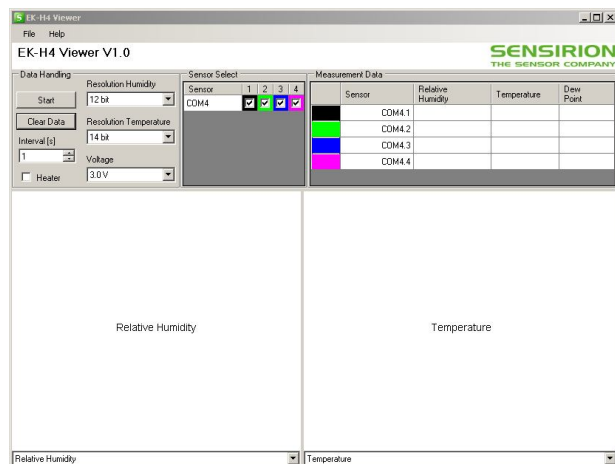 EK-H4 Viewer
File Help
EK-H4 Viewer V1.0
SENSIRION
THE SENSOR COMPANY
Data Handling
Start
Clear Data
Interval [s]
1
Heater
Resolution Humidity
12 bit
Resolution Temperature
14 bit
Voltage
3.0 V
Sensor Select
Sensor 1 2 3 4
COM4
Measurement Data
Sensor Relative Humidity Temperature Dew Point
COM4.1
COM4.2
COM4.3
COM4.4
Relative Humidity
Temperature
Relative Humidity
Temperature